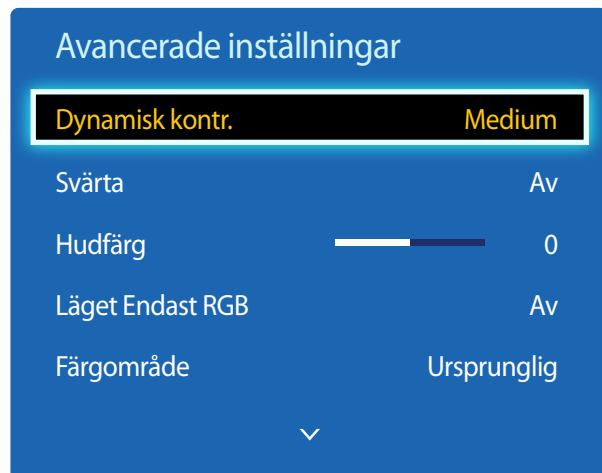 Avancerade inställningar
Dynamisk kontr. Medium
Svärta Av
Hudfärg 0
Läget Endast RGB Av
Färgområde Ursprunglig